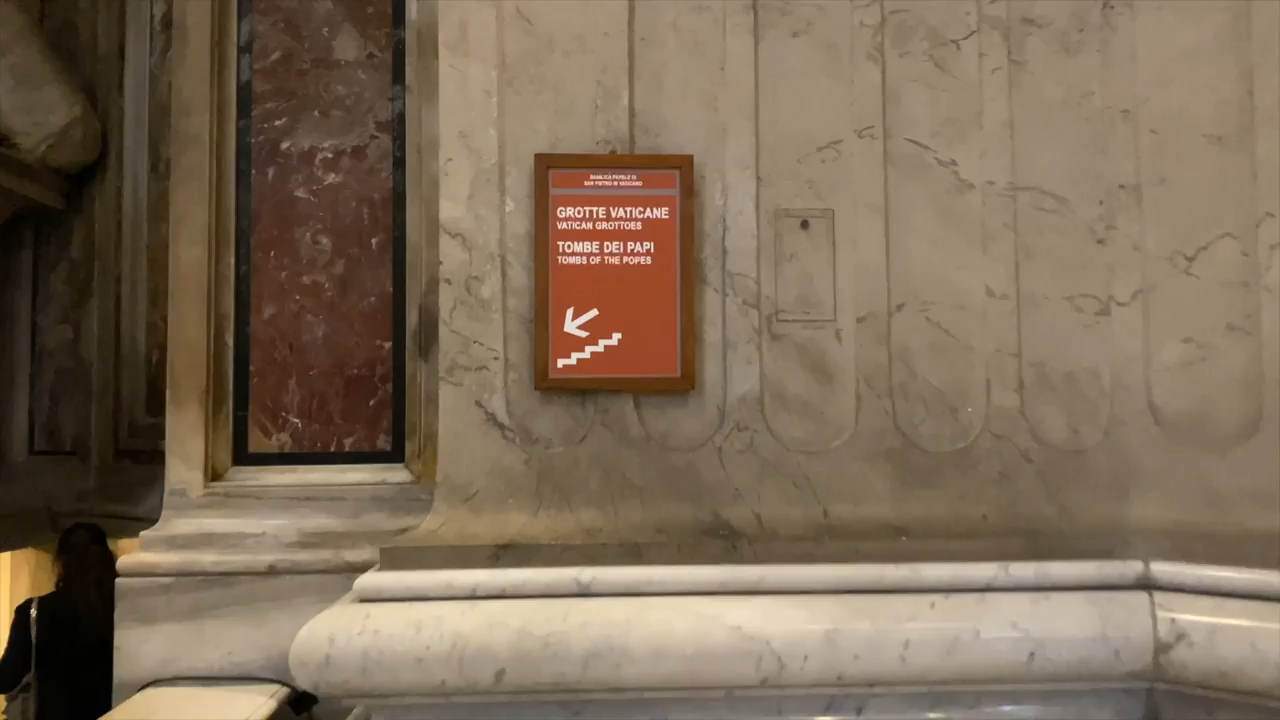 BASILICA PAPALE DI
SAN PIETRO IN VATICANO
GROTTE VATICANE
VATICAN GROTTOES
TOMBE DEI PAPI
TOMBS OF THE POPES